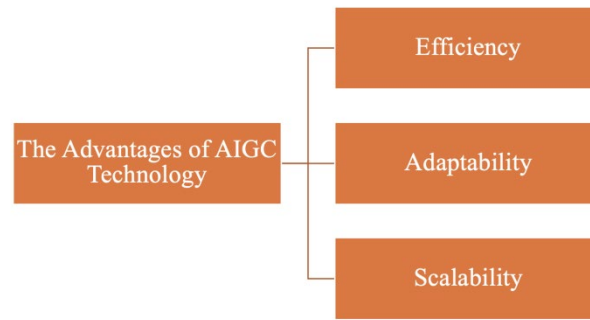 The Advantages of AIGC
Technology
Efficiency
Adaptability
Scalability